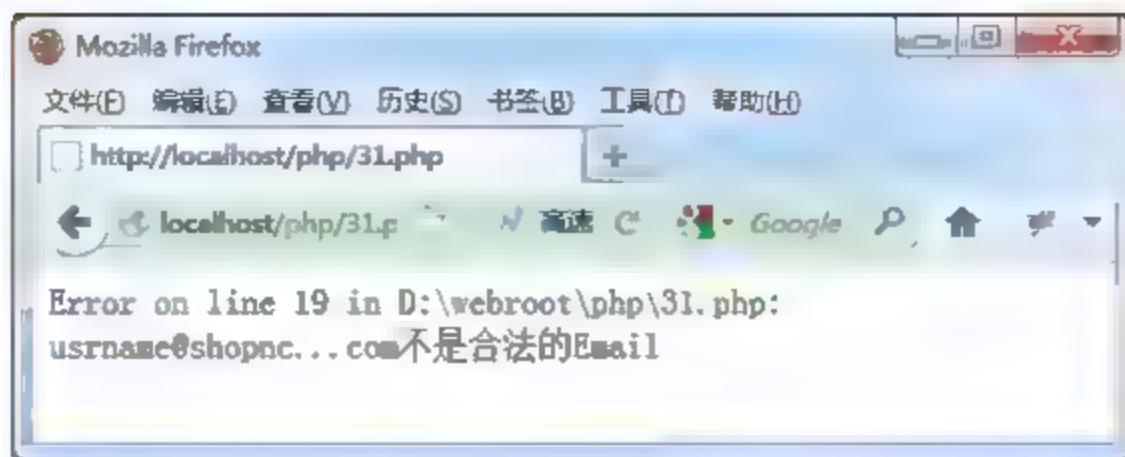 Mozilla Firefox
文件(F) 编辑(E) 查看(V) 历史(S) 书签(B) 工具(T) 帮助(H)
http://localhost/php/31.php +
localhost/php/31.p 高速 Google
Error on line 19 in D:\webroot\php\31.php:
usrname@shopnc...com不是合法的Email